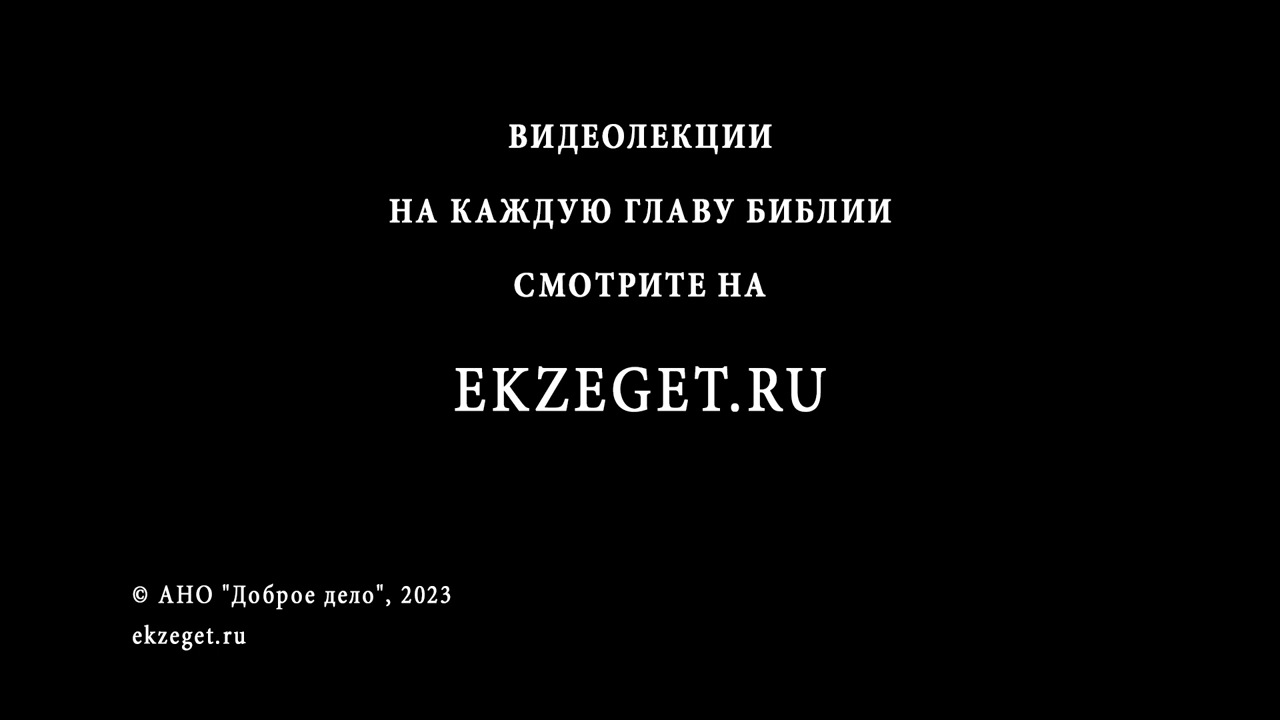 ВИДЕОЛЕКЦИИ
НА КАЖДУЮ ГЛАВУ БИБЛИИ
СМОТРИТЕ НА
EKZEGET.RU
© АНО "Доброе дело", 2023
ekzeget.ru